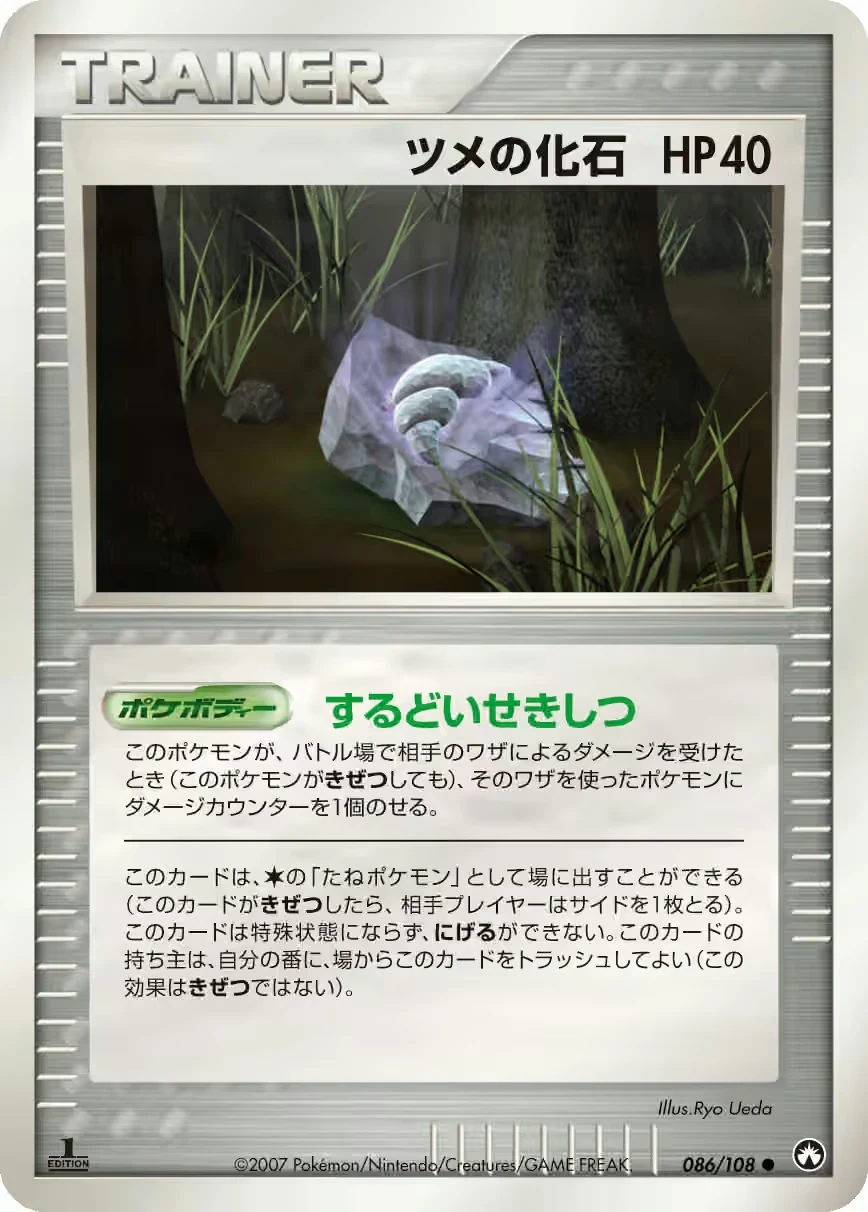 TRAINER
ツメの化石 HP40
ポケボディー するどいせきしつ
このポケモンが、バトル場で相手のワザによるダメージを受けた
とき（このポケモンがきぜつしても）、そのワザを使ったポケモンに
ダメージカウンターを1個のせる。
このカードは、の「たねポケモン」として場に出すことができる
（このカードがきぜつしたら、相手プレイヤーはサイドを1枚とる）。
このカードは特殊状態にならず、にげるができない。このカードの
持ち主は、自分の番に、場からこのカードをトラッシュしてよい（この
効果はきぜつではない）。
Illus.Ryo Ueda
1
EDITION
©2007 Pokémon/Nintendo/Creatures/GAME FREAK.
086/108 ●